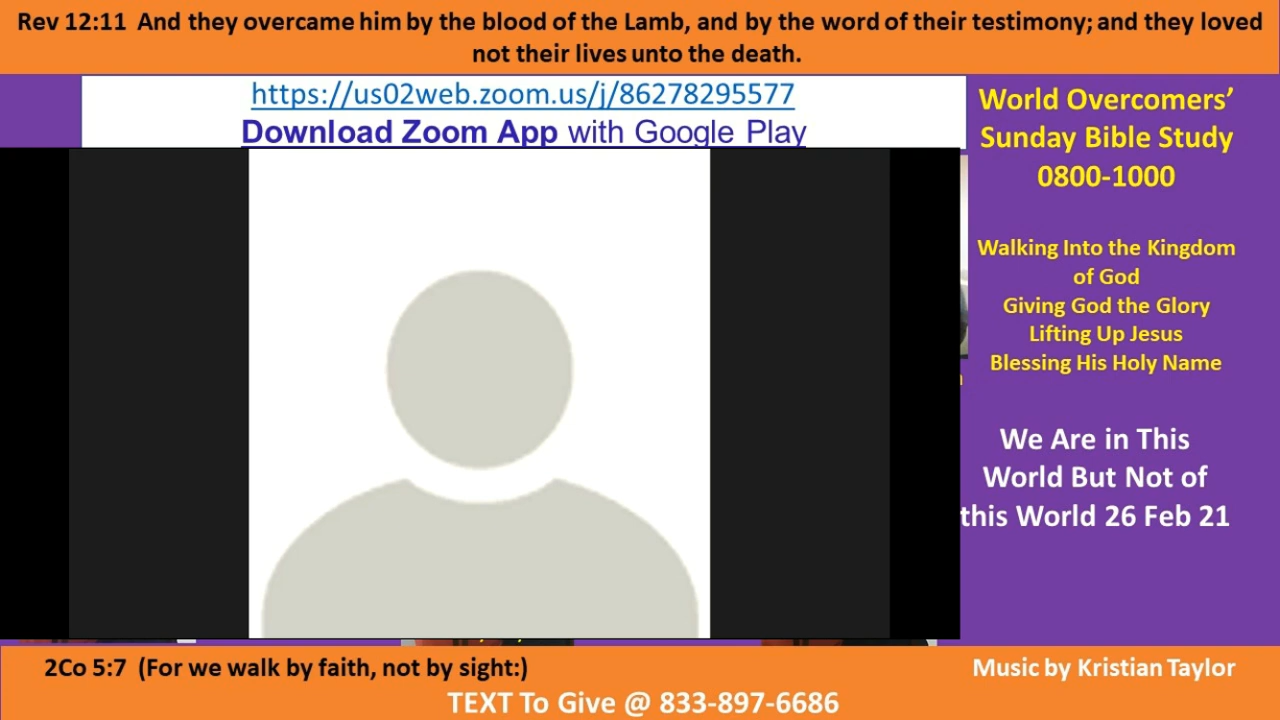 Rev 12:11  And they overcame him by the blood of the Lamb, and by the word of their testimony; and they loved
not their lives unto the death.
https://us02web.zoom.us/j/86278295577
Download Zoom App with Google Play
World Overcomers’
Sunday Bible Study
0800-1000
Walking Into the Kingdom
of God
Giving God the Glory
Lifting Up Jesus
Blessing His Holy Name
We Are in This
World But Not of
this World 26 Feb 21
2Co 5:7  (For we walk by faith, not by sight:)
Music by Kristian Taylor
TEXT To Give @ 833-897-6686